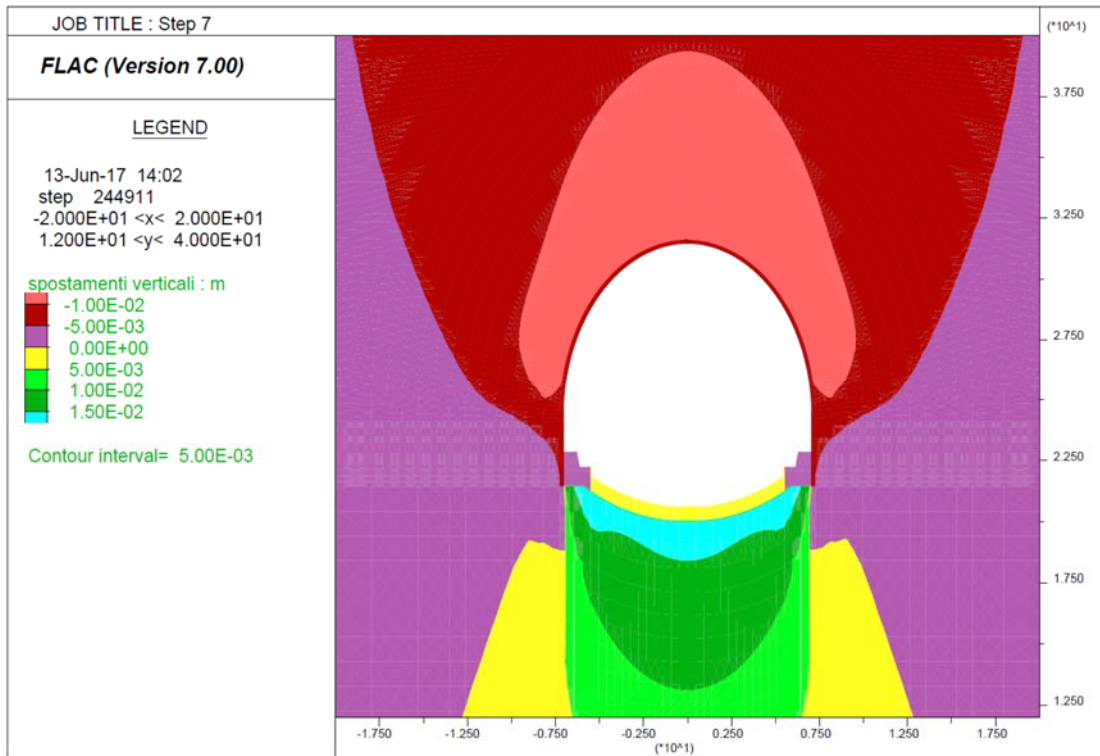 JOB TITLE : Step 7
FLAC (Version 7.00)
LEGEND
13-Jun-17 14:02
step 244911
-2.000E+01 <x< 2.000E+01
1.200E+01 <y< 4.000E+01
spostamenti verticali : m
-1.00E-02
-5.00E-03
0.00E+00
5.00E-03
1.00E-02
1.50E-02
Contour interval= 5.00E-03
(*10^1)
3.750
3.250
2.750
2.250
1.750
1.250
-1.750 -1.250 -0.750 -0.250 0.250 0.750 1.250 1.750
(*10^1)